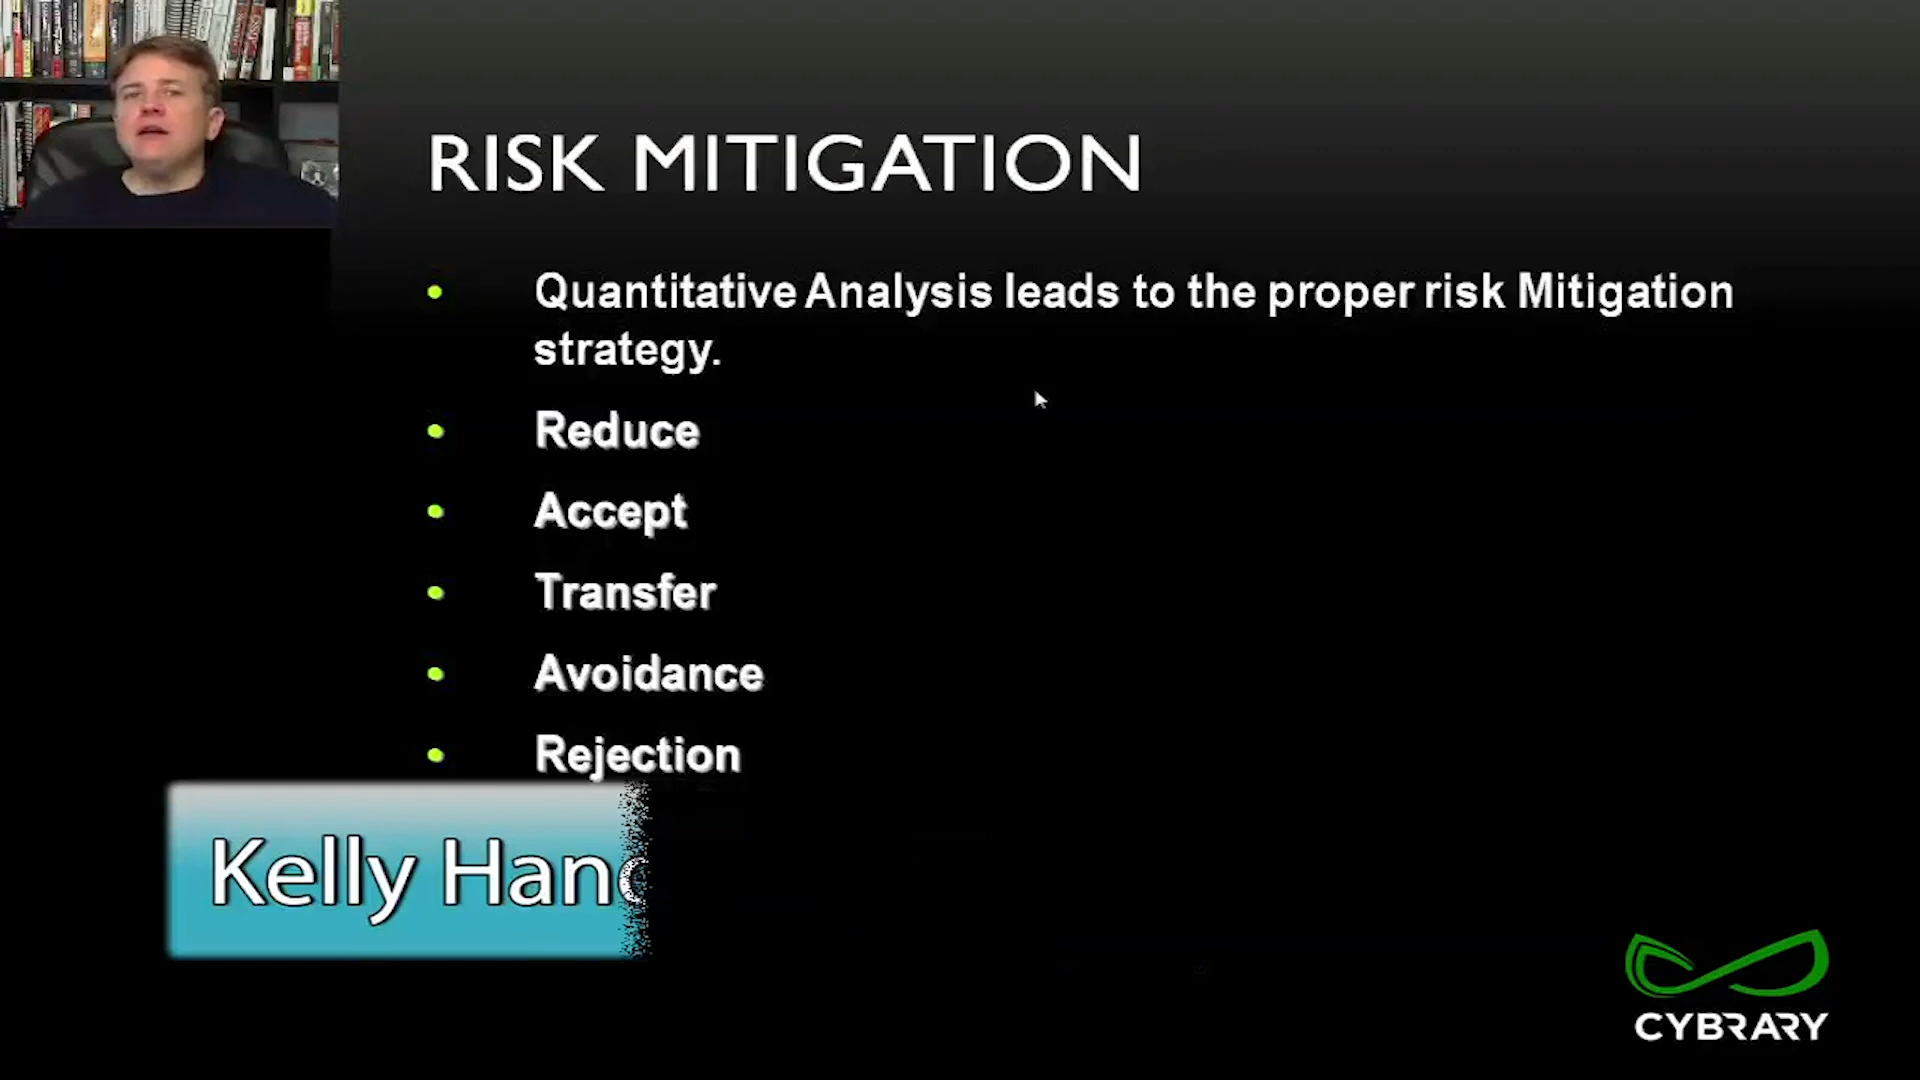 RISK MITIGATION
• Quantitative Analysis leads to the proper risk Mitigation
strategy.
• Reduce
• Accept
• Transfer
• Avoidance
• Rejection
Kelly Han
CYBRARY